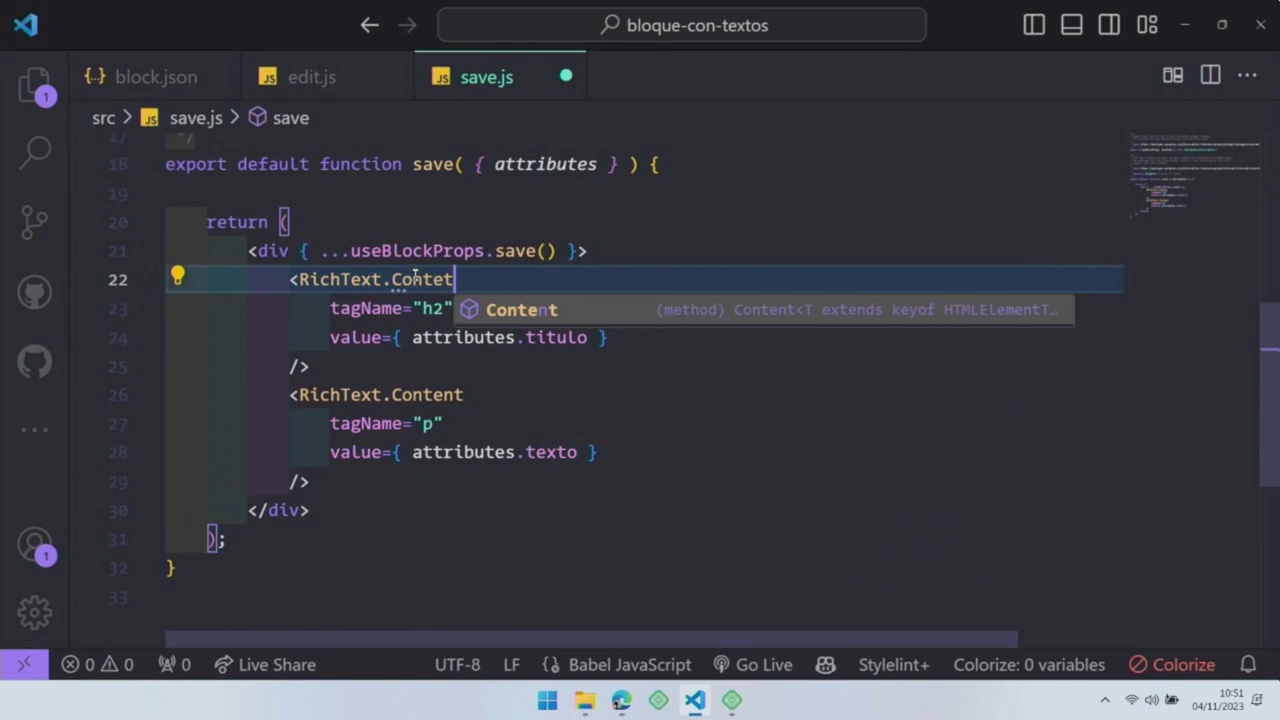 bloque-con-textos
block.json
edit.js
save.js
src > save.js > save
17 */
18 export default function save( { attributes } ) {
19
20 return (
21 <div { ...useBlockProps.save() }>
22 <RichText.Contet
Content (method) Content<T extends keyof HTMLElementT…
23 tagName="h2"
24 value={ attributes.titulo }
25 />
26 <RichText.Content
27 tagName="p"
28 value={ attributes.texto }
29 />
30 </div>
31 );
32 }
33
1
1
0 0 0 Live Share UTF-8 LF Babel JavaScript Go Live Stylelint+ Colorize: 0 variables Colorize
10:51
04/11/2023